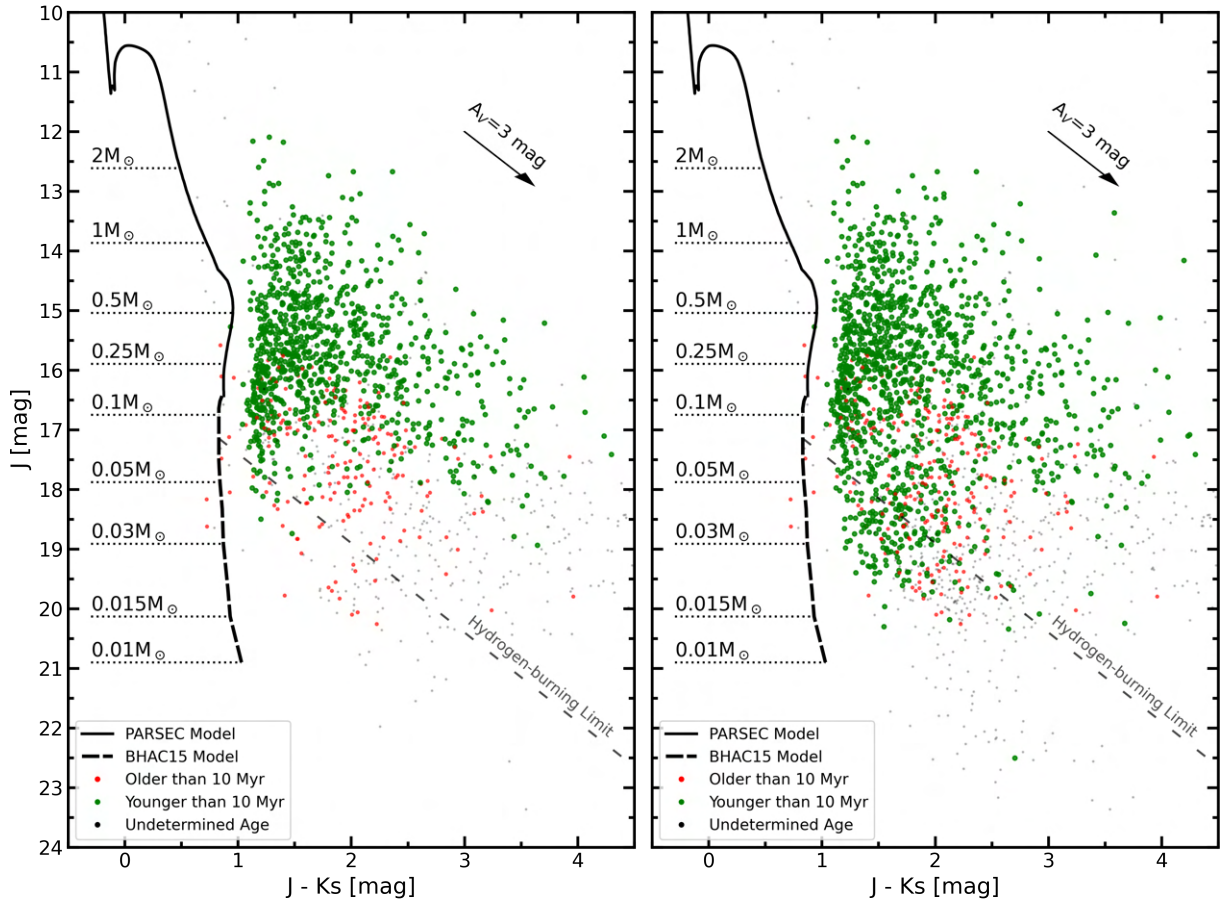 10
11
12
13
14
15
16
17
18
19
20
21
22
23
24
J [mag]
2M⊙
1M⊙
0.5M⊙
0.25M⊙
0.1M⊙
0.05M⊙
0.03M⊙
0.015M⊙
0.01M⊙
A_V=3 mag
Hydrogen-burning Limit
PARSEC Model
BHAC15 Model
Older than 10 Myr
Younger than 10 Myr
Undetermined Age
0 1 2 3 4
J - Ks [mag]
2M⊙
1M⊙
0.5M⊙
0.25M⊙
0.1M⊙
0.05M⊙
0.03M⊙
0.015M⊙
0.01M⊙
A_V=3 mag
Hydrogen-burning Limit
PARSEC Model
BHAC15 Model
Older than 10 Myr
Younger than 10 Myr
Undetermined Age
0 1 2 3 4
J - Ks [mag]